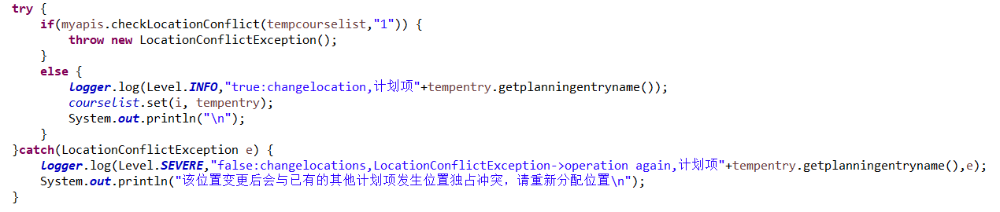 try {
    if(myapis.checkLocationConflict(tempcourselist,"1")) {
        throw new LocationConflictException();
    }
    else {
        logger.log(Level.INFO,"true:changelocation,计划项"+tempentry.getplanningentryname());
        courselist.set(i, tempentry);
        System.out.println("\n");
    }
}catch(LocationConflictException e) {
    logger.log(Level.SEVERE,"false:changelocations,LocationConflictException->operation again,计划项"+tempentry.getplanningentryname(),e);
    System.out.println("该位置变更后会与已有的其他计划项发生位置独占冲突，请重新分配位置\n");
}